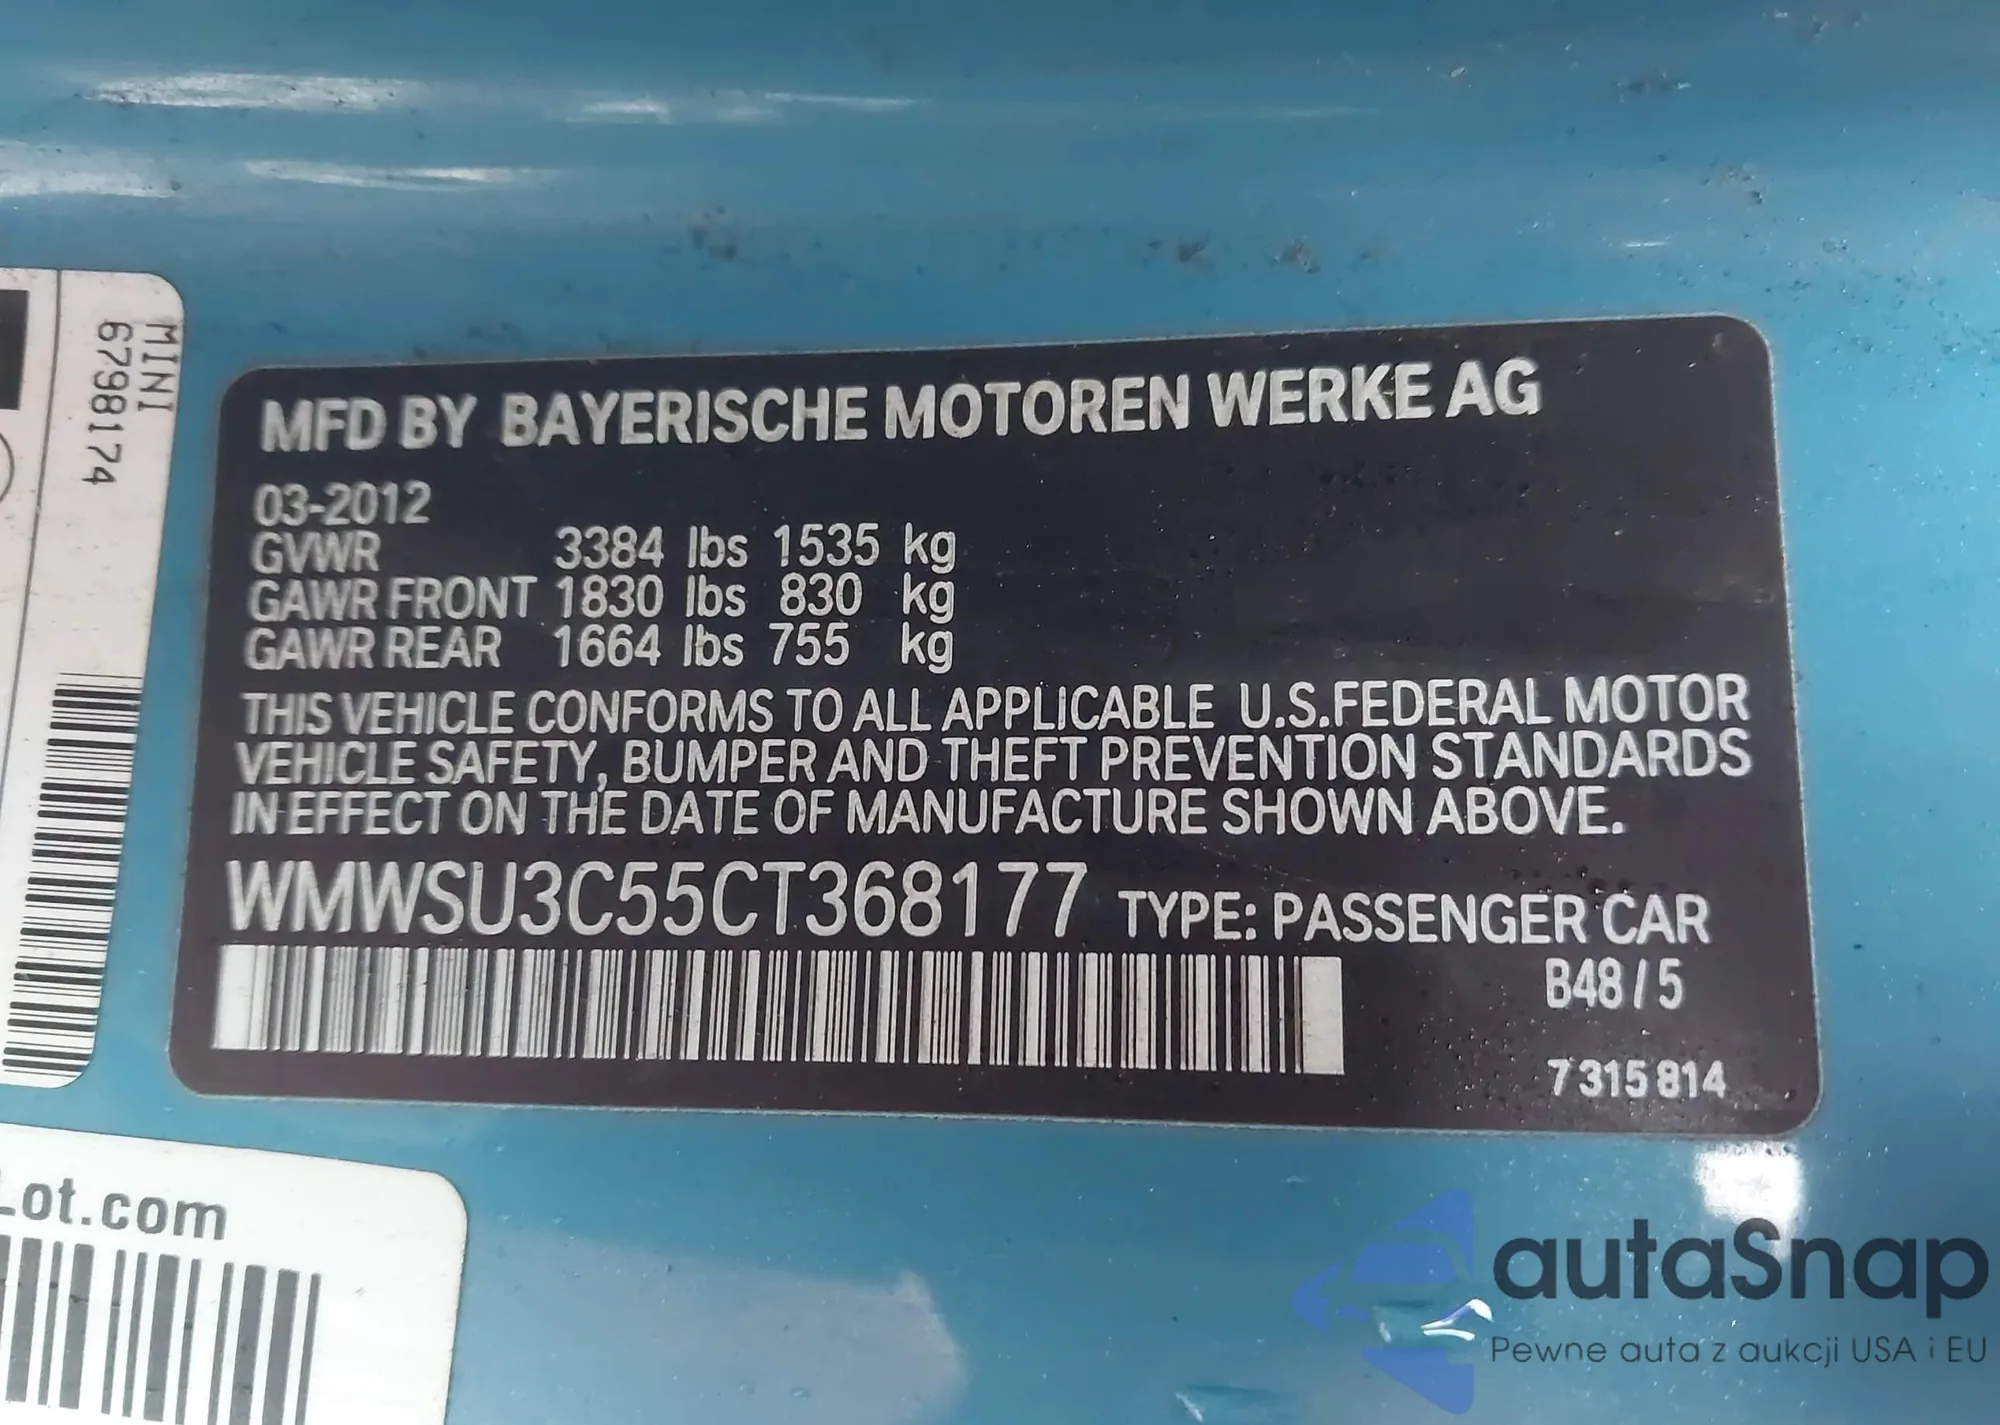 MINI
6798174
MFD BY BAYERISCHE MOTOREN WERKE AG
03-2012
GVWR 3384 lbs 1535 kg
GAWR FRONT 1830 lbs 830 kg
GAWR REAR 1664 lbs 755 kg
THIS VEHICLE CONFORMS TO ALL APPLICABLE U.S.FEDERAL MOTOR
VEHICLE SAFETY, BUMPER AND THEFT PREVENTION STANDARDS
IN EFFECT ON THE DATE OF MANUFACTURE SHOWN ABOVE.
WMWSU3C55CT368177 TYPE: PASSENGER CAR
B48 / 5
7 315 814
Lot.com
autaSnap
Pewne auta z aukcji USA i EU